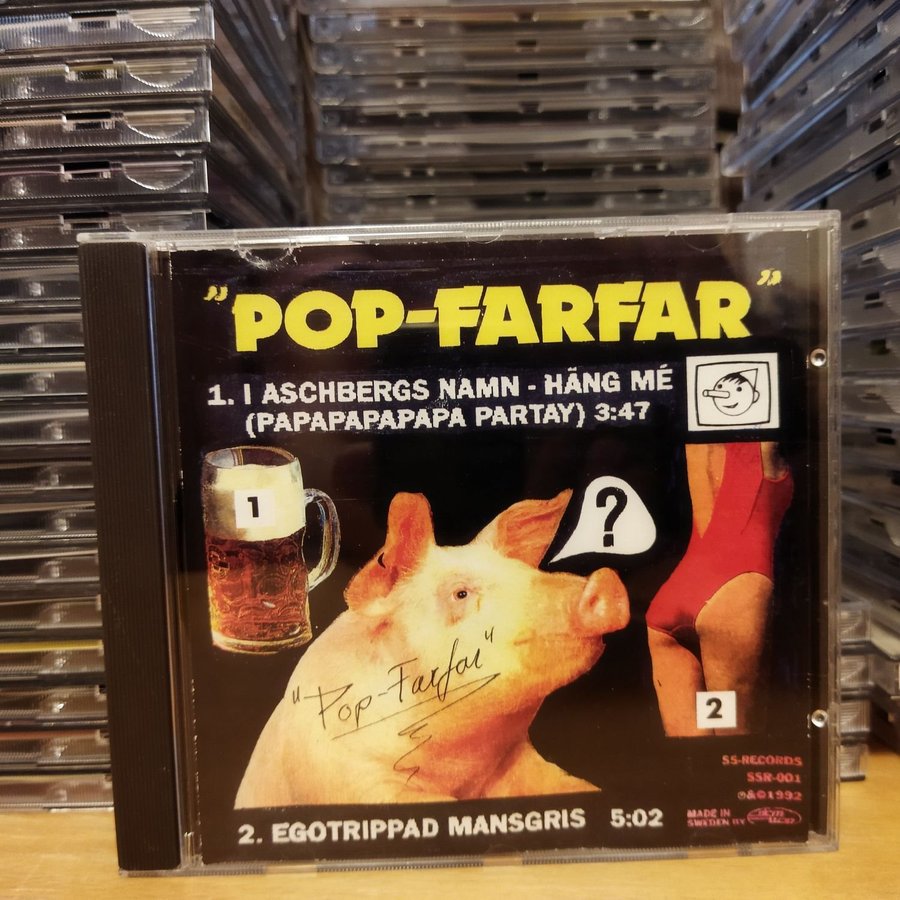 "POP-FARFAR"
1. I ASCHBERGS NAMN - HÄNG MÉ
(PAPAPAPAPAPA PARTAY) 3:47
1
?
"Pop-Farfar"
2
SS-RECORDS
SSR-001
℗&©1992
MADE IN
SWEDEN BY
2. EGOTRIPPAD MANSGRIS 5:02